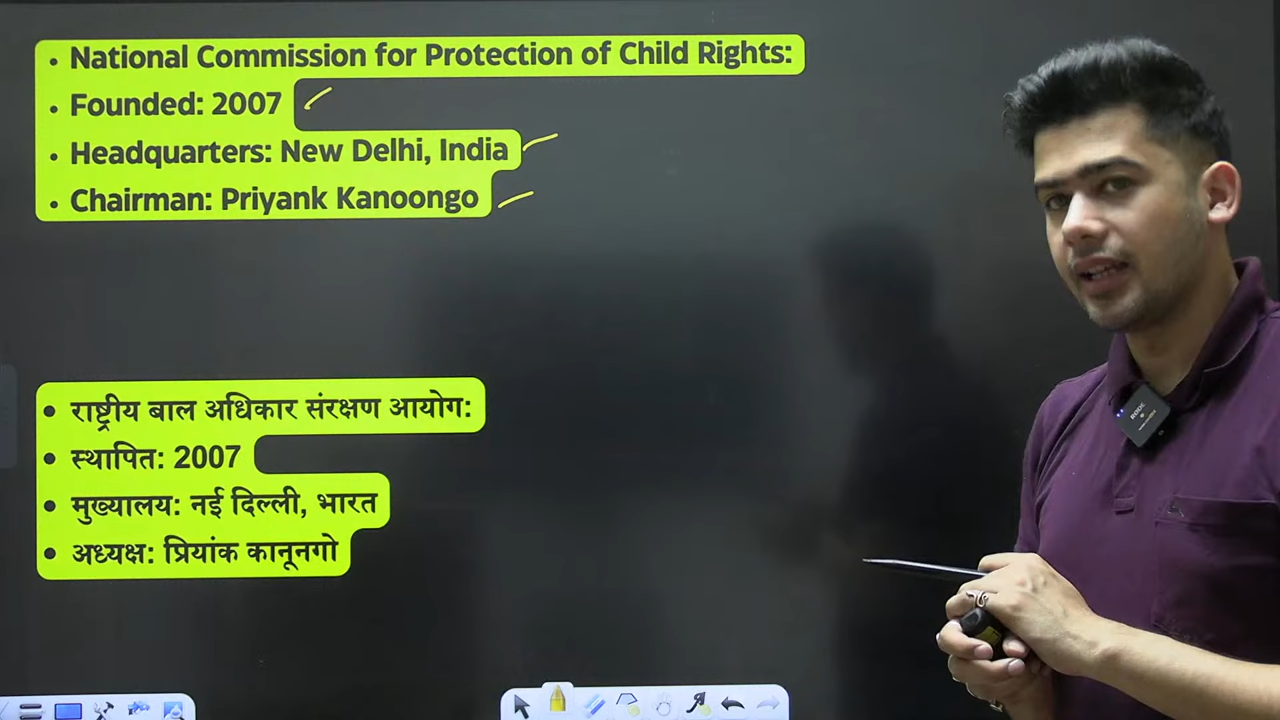 • National Commission for Protection of Child Rights:
• Founded: 2007
• Headquarters: New Delhi, India
• Chairman: Priyank Kanoongo
• राष्ट्रीय बाल अधिकार संरक्षण आयोग:
• स्थापित: 2007
• मुख्यालय: नई दिल्ली, भारत
• अध्यक्ष: प्रियांक कानूनगो
RODE